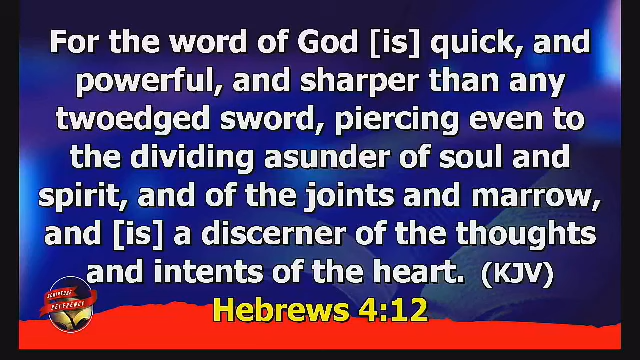 For the word of God [is] quick, and
powerful, and sharper than any
twoedged sword, piercing even to
the dividing asunder of soul and
spirit, and of the joints and marrow,
and [is] a discerner of the thoughts
and intents of the heart. (KJV)
Hebrews 4:12
REFERENCE